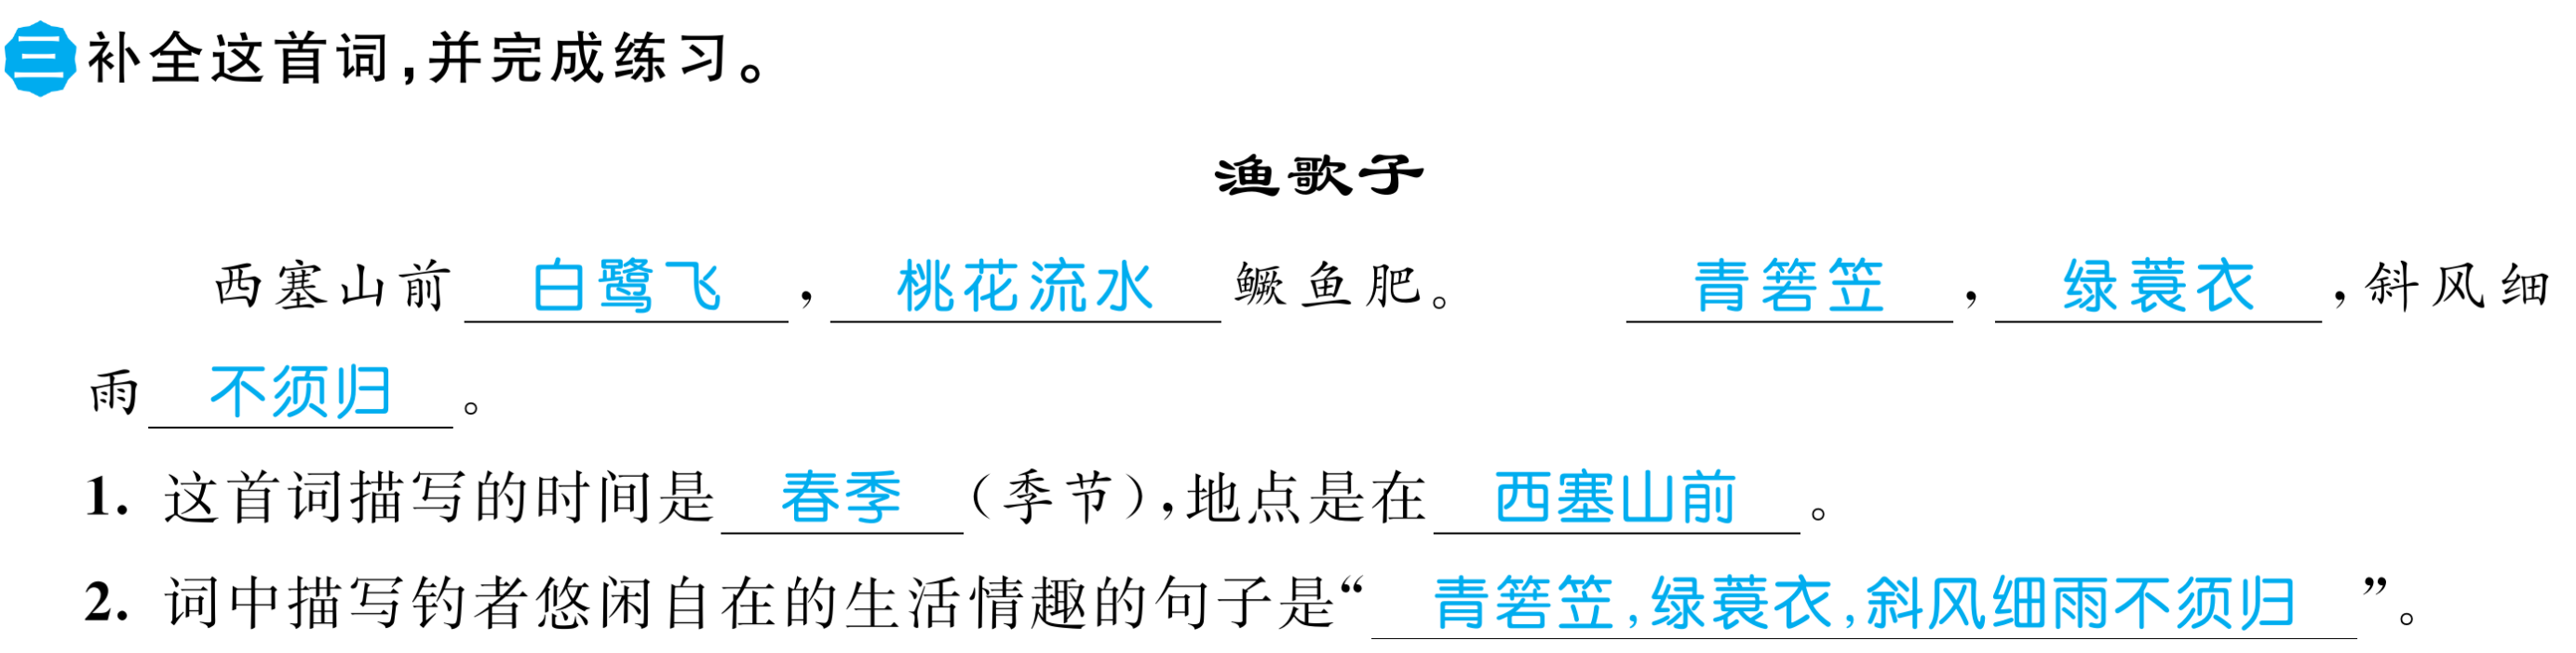 三 补全这首词,并完成练习。
渔歌子
西塞山前 白鹭飞 , 桃花流水 鳜鱼肥。 青箬笠 , 绿蓑衣 ,斜风细
雨 不须归 。
1. 这首词描写的时间是 春季 (季节),地点是在 西塞山前 。
2. 词中描写钓者悠闲自在的生活情趣的句子是“ 青箬笠,绿蓑衣,斜风细雨不须归 ”。